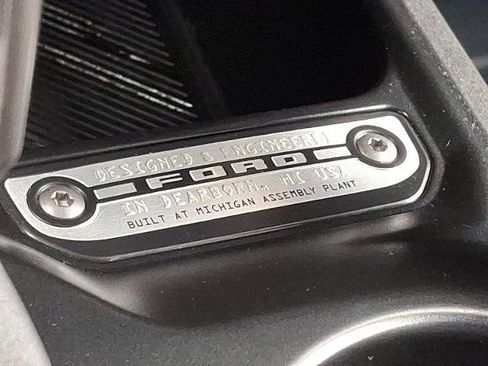 DESIGNED & ENGINEERED
FORD
IN DEARBORN, MI USA
BUILT AT MICHIGAN ASSEMBLY PLANT